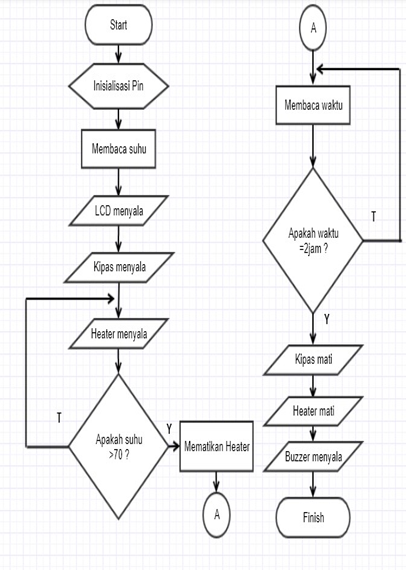 Start
Inisialisasi Pin
Membaca suhu
LCD menyala
Kipas menyala
Heater menyala
Apakah suhu
>70 ?
T
Y
Mematikan Heater
A
A
Membaca waktu
Apakah waktu
=2jam ?
T
Y
Kipas mati
Heater mati
Buzzer menyala
Finish